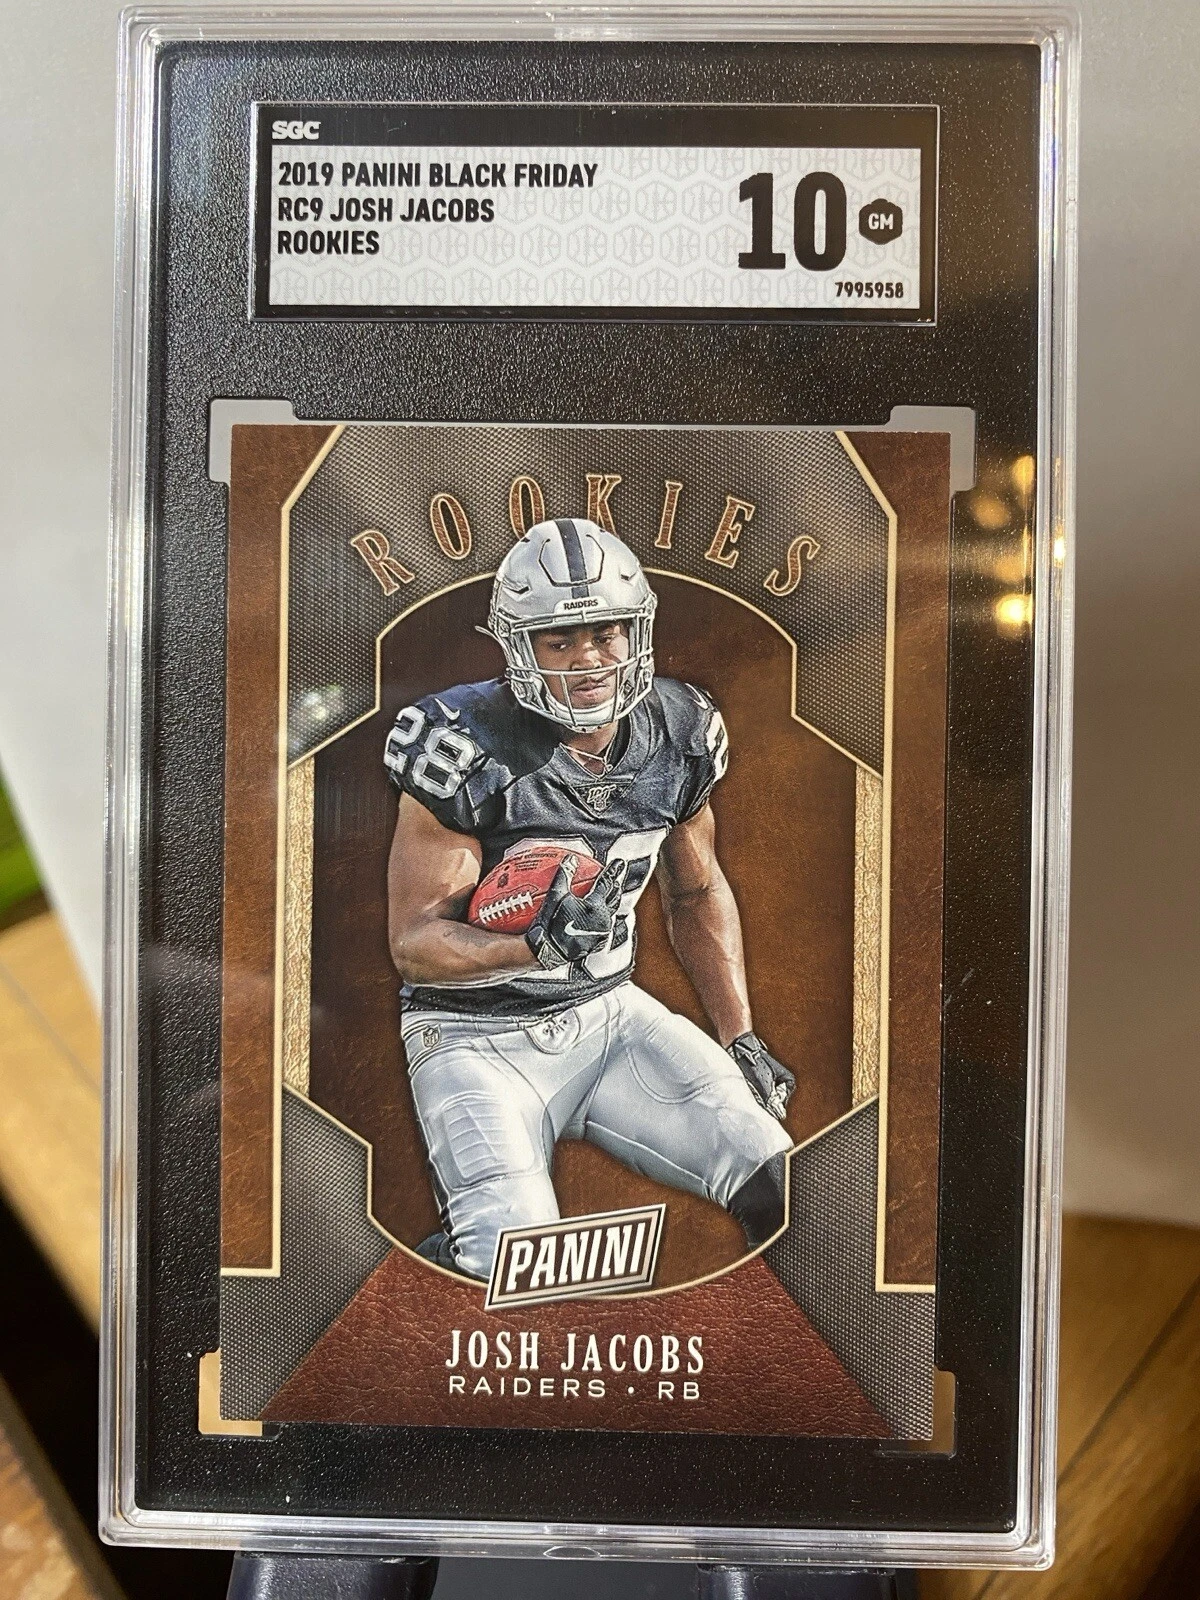 SGC
2019 PANINI BLACK FRIDAY
RC9 JOSH JACOBS
ROOKIES
10 GM
7995958
ROOKIES
RAIDERS
28
28
PANINI
JOSH JACOBS
RAIDERS • RB